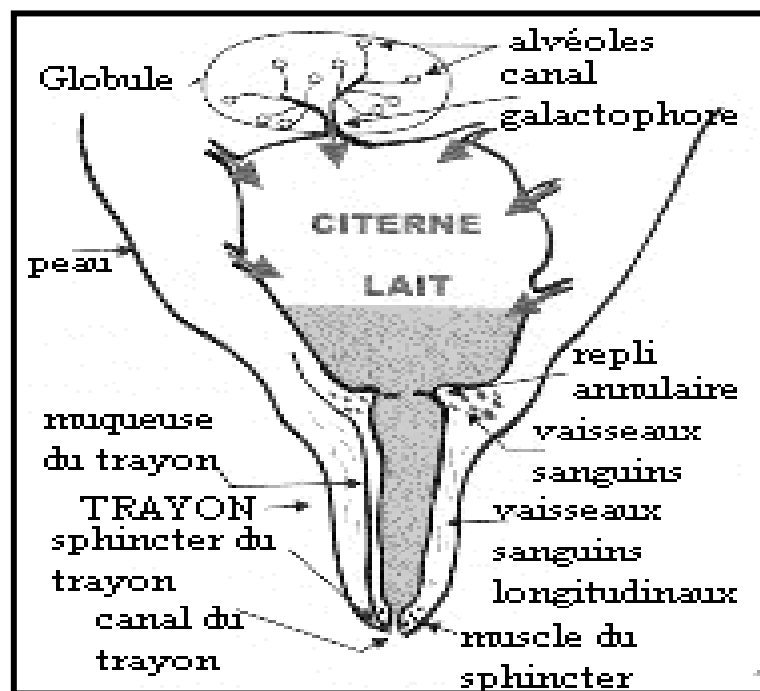 alvéoles
Globule
canal
galactophore
CITERNE
peau
LAIT
repli
annulaire
muqueuse
du trayon
vaisseaux
sanguins
TRAYON
vaisseaux
sphincter du
sanguins
trayon
longitudinaux
canal du
muscle du
trayon
sphincter